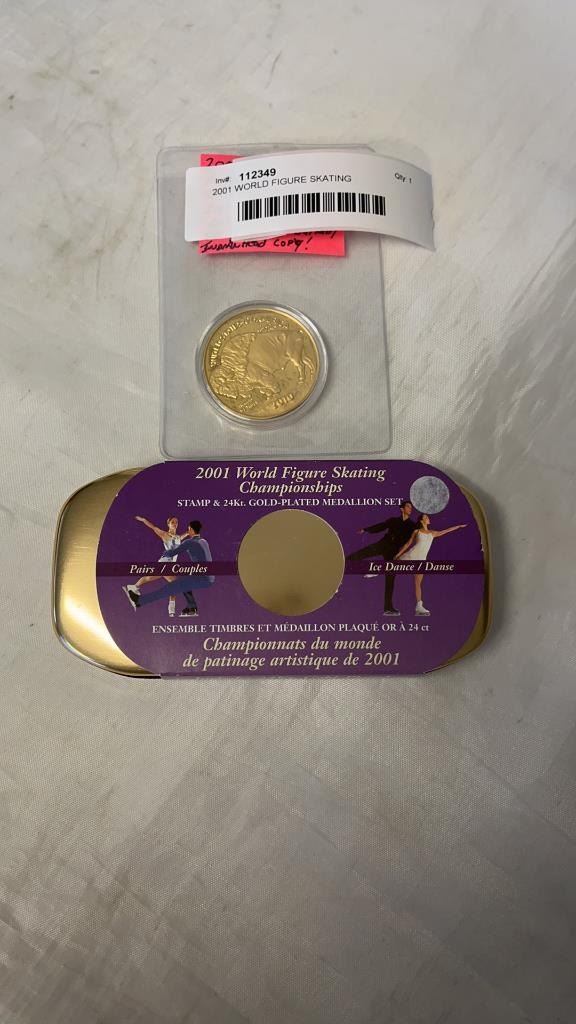 Inv#: 112349
Qty: 1
2001 WORLD FIGURE SKATING
Copy!
2001 World Figure Skating
Championships
STAMP & 24Kt. GOLD-PLATED MEDALLION SET
Pairs / Couples
Ice Dance / Danse
ENSEMBLE TIMBRES ET MÉDAILLON PLAQUÉ OR À 24 ct
Championnats du monde
de patinage artistique de 2001